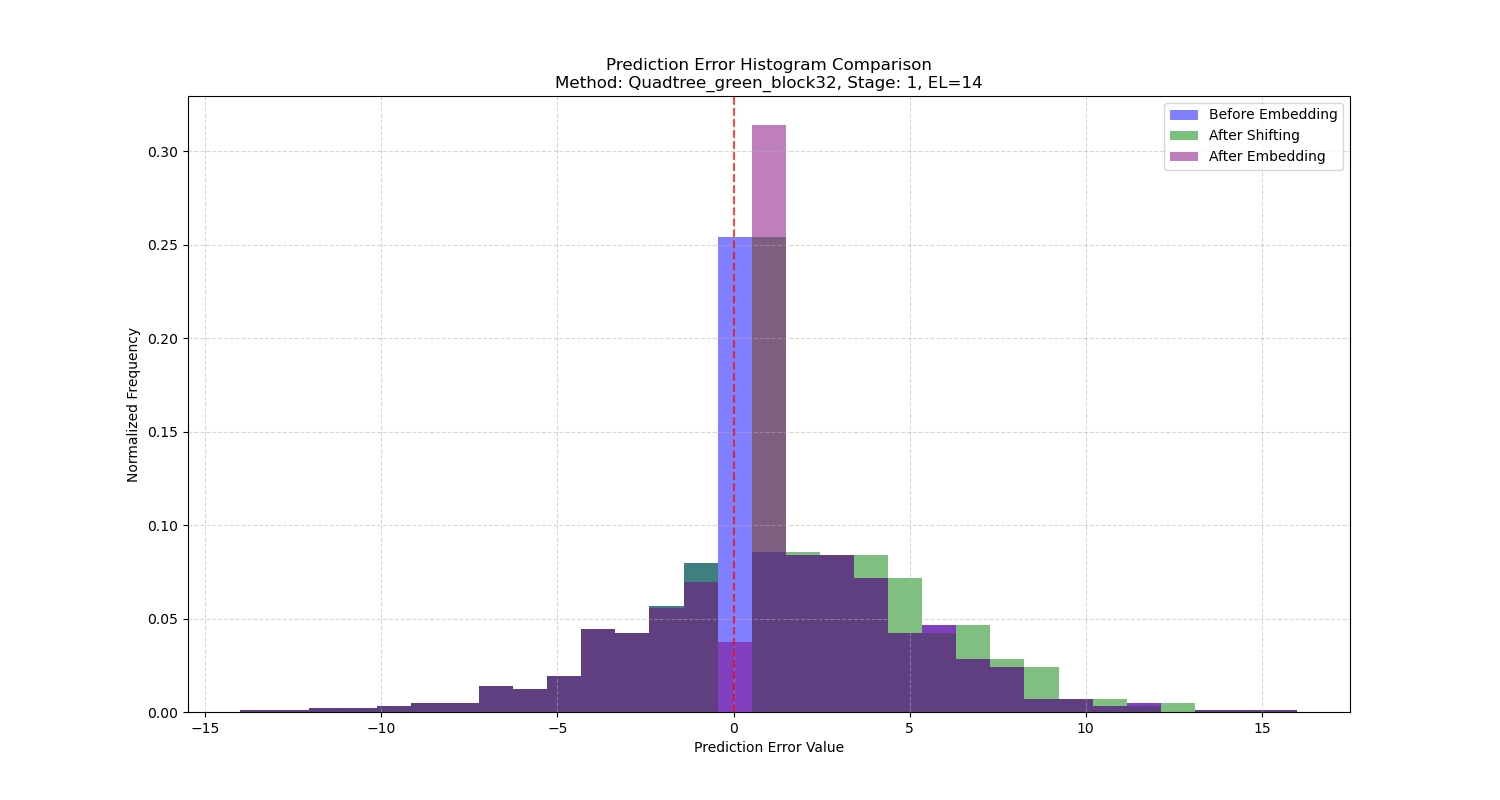 Prediction Error Histogram Comparison
Method: Quadtree_green_block32, Stage: 1, EL=14
Before Embedding
After Shifting
After Embedding
Normalized Frequency
0.30
0.25
0.20
0.15
0.10
0.05
0.00
−15
−10
−5
0
5
10
15
Prediction Error Value